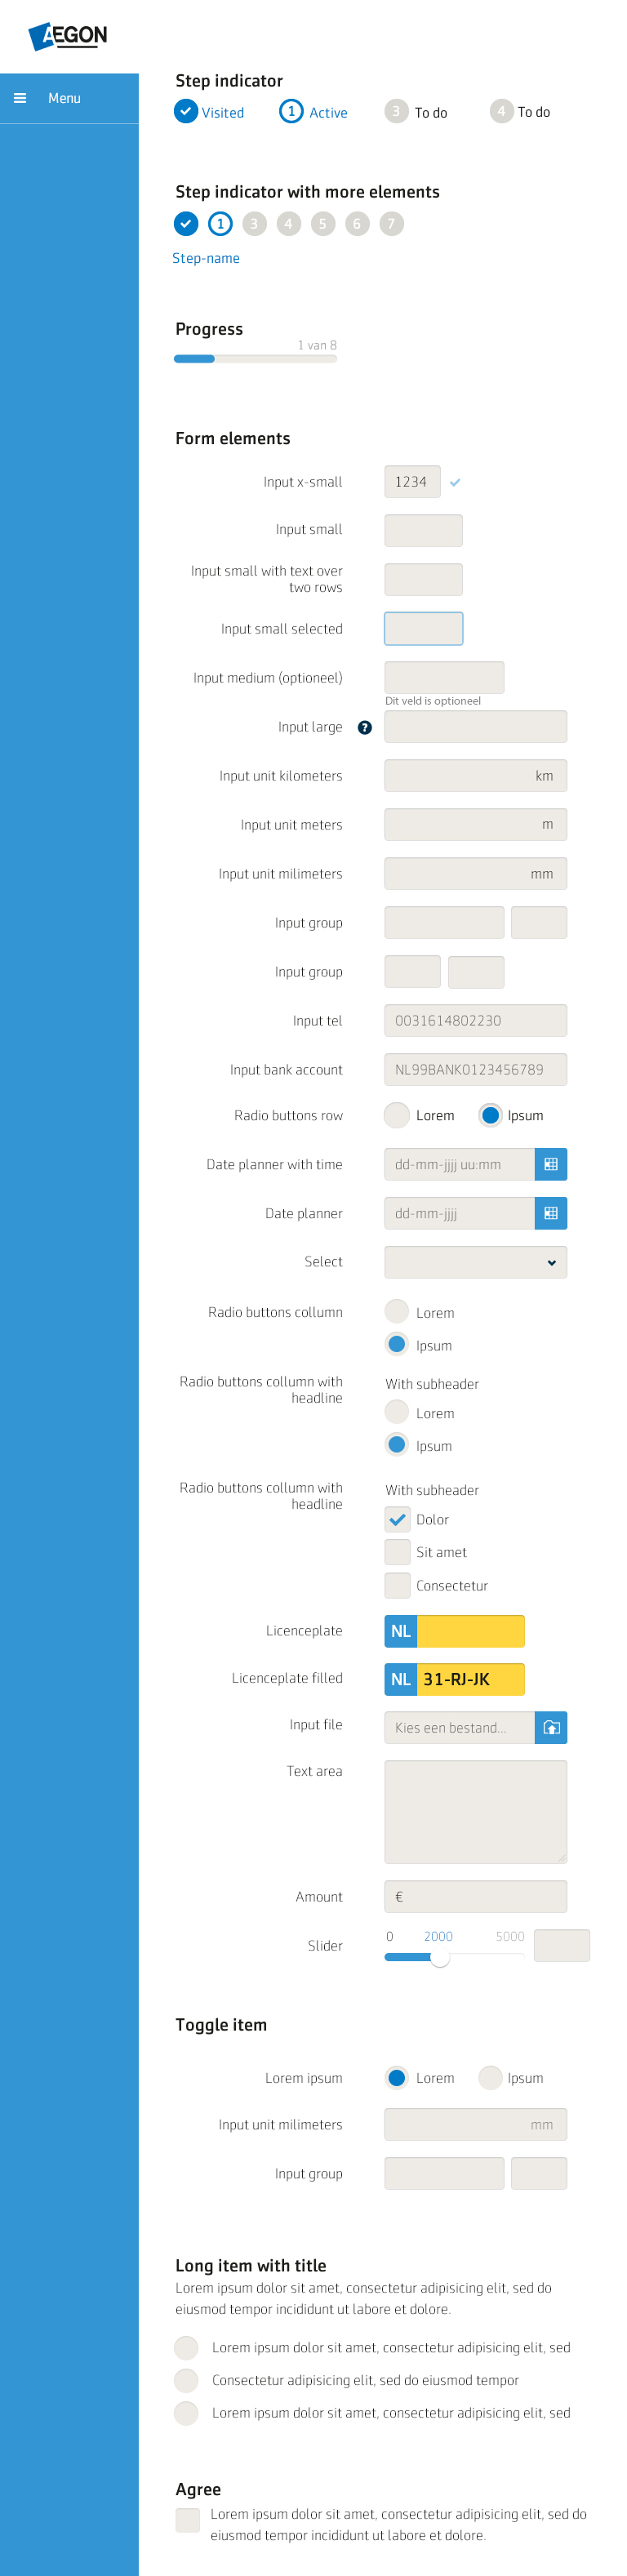 AEGON
Menu
Step indicator
Visited 1 Active 3 To do 4 To do
Step indicator with more elements
1 3 4 5 6 7
Step-name
Progress
1 van 8
Form elements
Input x-small 1234
Input small
Input small with text over
two rows
Input small selected
Input medium (optioneel)
Dit veld is optioneel
Input large ?
Input unit kilometers km
Input unit meters m
Input unit milimeters mm
Input group
Input group
Input tel 0031614802230
Input bank account NL99BANK0123456789
Radio buttons row Lorem Ipsum
Date planner with time dd-mm-jjjj uu:mm
Date planner dd-mm-jjjj
Select
Radio buttons collumn Lorem
Ipsum
Radio buttons collumn with
headline
With subheader
Lorem
Ipsum
Radio buttons collumn with
headline
With subheader
Dolor
Sit amet
Consectetur
Licenceplate NL
Licenceplate filled NL 31-RJ-JK
Input file Kies een bestand...
Text area
Amount €
Slider 0 2000 5000
Toggle item
Lorem ipsum Lorem Ipsum
Input unit milimeters mm
Input group
Long item with title
Lorem ipsum dolor sit amet, consectetur adipisicing elit, sed do
eiusmod tempor incididunt ut labore et dolore.
Lorem ipsum dolor sit amet, consectetur adipisicing elit, sed
Consectetur adipisicing elit, sed do eiusmod tempor
Lorem ipsum dolor sit amet, consectetur adipisicing elit, sed
Agree
Lorem ipsum dolor sit amet, consectetur adipisicing elit, sed do
eiusmod tempor incididunt ut labore et dolore.